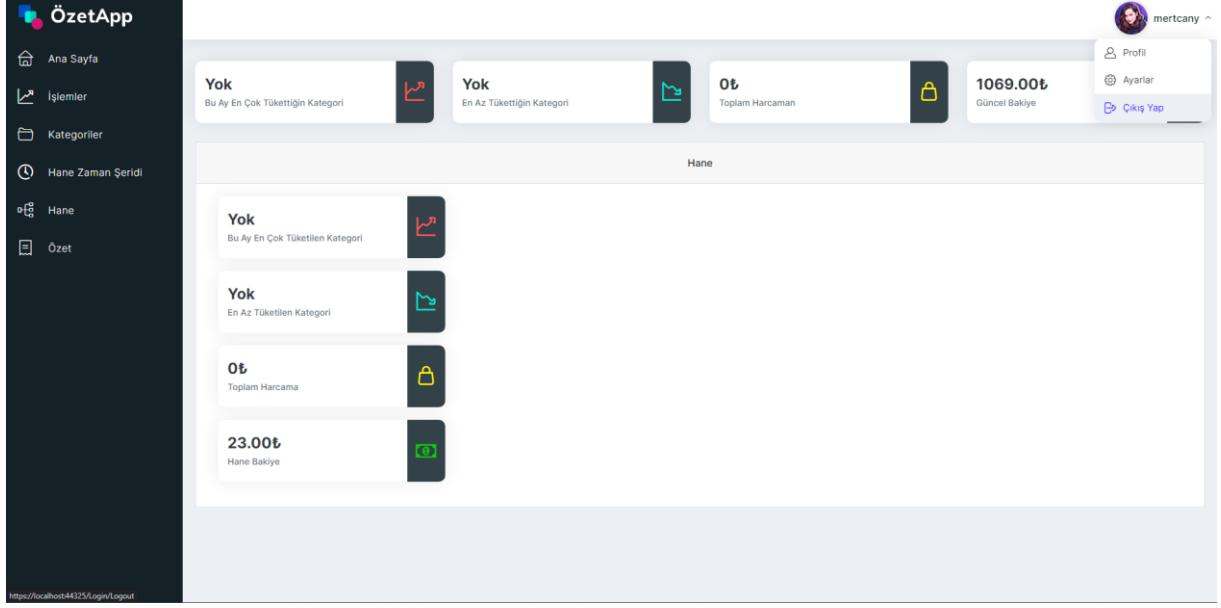 ÖzetApp
mertcany
Ana Sayfa
İşlemler
Kategoriler
Hane Zaman Şeridi
Hane
Özet
Profil
Ayarlar
Çıkış Yap
Yok
Bu Ay En Çok Tükettiğin Kategori
Yok
En Az Tükettiğin Kategori
0₺
Toplam Harcaman
1069.00₺
Güncel Bakiye
Hane
Yok
Bu Ay En Çok Tüketilen Kategori
Yok
En Az Tüketilen Kategori
0₺
Toplam Harcama
23.00₺
Hane Bakiye
https://localhost:44325/Login/Logout